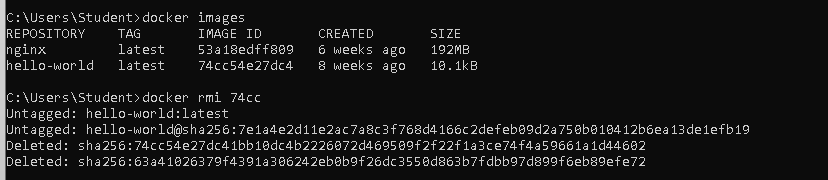 C:\Users\Student>docker images
REPOSITORY    TAG       IMAGE ID       CREATED       SIZE
nginx         latest    53a18edff809   6 weeks ago   192MB
hello-world   latest    74cc54e27dc4   8 weeks ago   10.1kB
C:\Users\Student>docker rmi 74cc
Untagged: hello-world:latest
Untagged: hello-world@sha256:7e1a4e2d11e2ac7a8c3f768d4166c2defeb09d2a750b010412b6ea13de1efb19
Deleted: sha256:74cc54e27dc41bb10dc4b2226072d469509f2f22f1a3ce74f4a59661a1d44602
Deleted: sha256:63a41026379f4391a306242eb0b9f26dc3550d863b7fdbb97d899f6eb89efe72